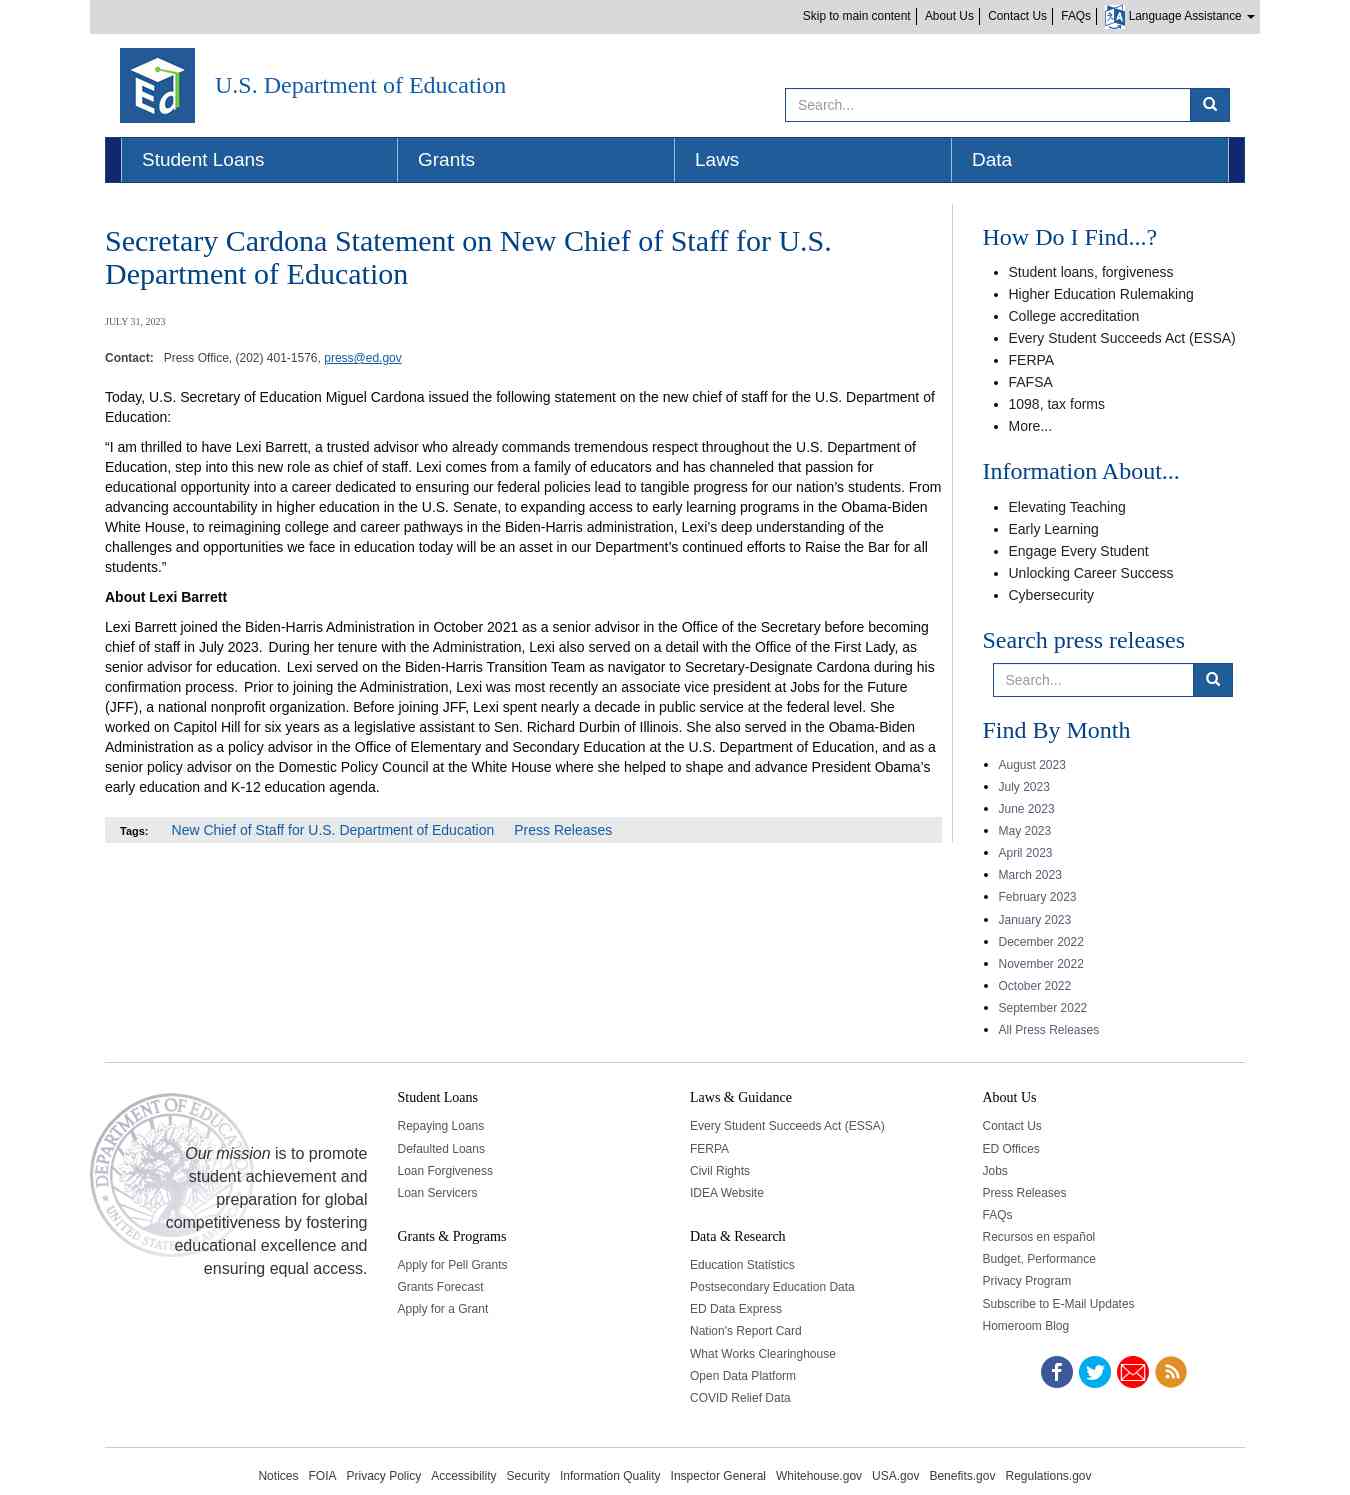 Skip to main content
About Us
Contact Us
FAQs
Language Assistance
Ed
U.S. Department of Education
Search...
Student Loans
Grants
Laws
Data
Secretary Cardona Statement on New Chief of Staff for U.S.
Department of Education
JULY 31, 2023
Contact: Press Office, (202) 401-1576, press@ed.gov
Today, U.S. Secretary of Education Miguel Cardona issued the following statement on the new chief of staff for the U.S. Department of
Education:
“I am thrilled to have Lexi Barrett, a trusted advisor who already commands tremendous respect throughout the U.S. Department of
Education, step into this new role as chief of staff. Lexi comes from a family of educators and has channeled that passion for
educational opportunity into a career dedicated to ensuring our federal policies lead to tangible progress for our nation’s students. From
advancing accountability in higher education in the U.S. Senate, to expanding access to early learning programs in the Obama-Biden
White House, to reimagining college and career pathways in the Biden-Harris administration, Lexi’s deep understanding of the
challenges and opportunities we face in education today will be an asset in our Department’s continued efforts to Raise the Bar for all
students.”
About Lexi Barrett
Lexi Barrett joined the Biden-Harris Administration in October 2021 as a senior advisor in the Office of the Secretary before becoming
chief of staff in July 2023. During her tenure with the Administration, Lexi also served on a detail with the Office of the First Lady, as
senior advisor for education. Lexi served on the Biden-Harris Transition Team as navigator to Secretary-Designate Cardona during his
confirmation process. Prior to joining the Administration, Lexi was most recently an associate vice president at Jobs for the Future
(JFF), a national nonprofit organization. Before joining JFF, Lexi spent nearly a decade in public service at the federal level. She
worked on Capitol Hill for six years as a legislative assistant to Sen. Richard Durbin of Illinois. She also served in the Obama-Biden
Administration as a policy advisor in the Office of Elementary and Secondary Education at the U.S. Department of Education, and as a
senior policy advisor on the Domestic Policy Council at the White House where she helped to shape and advance President Obama’s
early education and K-12 education agenda.
Tags: New Chief of Staff for U.S. Department of Education Press Releases
How Do I Find...?
Student loans, forgiveness
Higher Education Rulemaking
College accreditation
Every Student Succeeds Act (ESSA)
FERPA
FAFSA
1098, tax forms
More...
Information About...
Elevating Teaching
Early Learning
Engage Every Student
Unlocking Career Success
Cybersecurity
Search press releases
Search...
Find By Month
August 2023
July 2023
June 2023
May 2023
April 2023
March 2023
February 2023
January 2023
December 2022
November 2022
October 2022
September 2022
All Press Releases
Our mission is to promote
student achievement and
preparation for global
competitiveness by fostering
educational excellence and
ensuring equal access.
Student Loans
Repaying Loans
Defaulted Loans
Loan Forgiveness
Loan Servicers
Grants & Programs
Apply for Pell Grants
Grants Forecast
Apply for a Grant
Laws & Guidance
Every Student Succeeds Act (ESSA)
FERPA
Civil Rights
IDEA Website
Data & Research
Education Statistics
Postsecondary Education Data
ED Data Express
Nation's Report Card
What Works Clearinghouse
Open Data Platform
COVID Relief Data
About Us
Contact Us
ED Offices
Jobs
Press Releases
FAQs
Recursos en español
Budget, Performance
Privacy Program
Subscribe to E-Mail Updates
Homeroom Blog
Notices FOIA Privacy Policy Accessibility Security Information Quality Inspector General Whitehouse.gov USA.gov Benefits.gov Regulations.gov